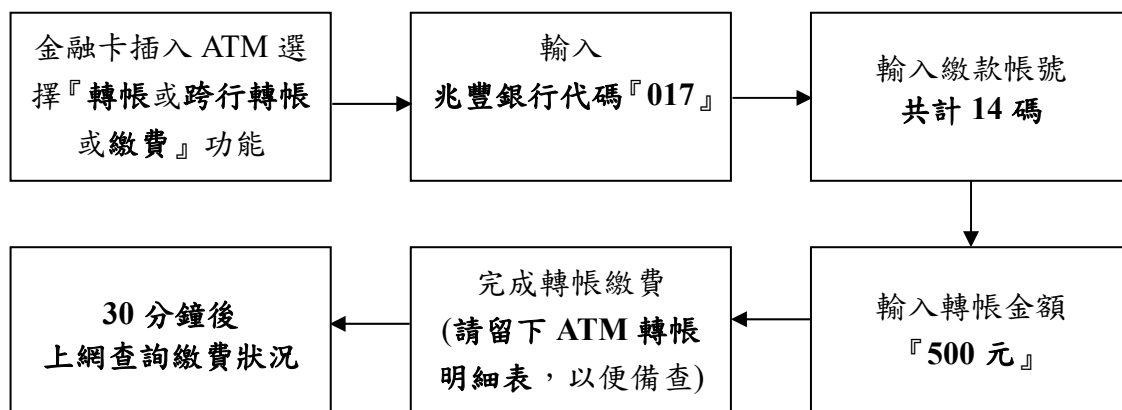 金融卡插入 ATM 選
擇『轉帳或跨行轉帳
或繳費』功能
輸入
兆豐銀行代碼『017』
輸入繳款帳號
共計 14 碼
輸入轉帳金額
『500 元』
完成轉帳繳費
(請留下 ATM 轉帳
明細表，以便備查)
30 分鐘後
上網查詢繳費狀況